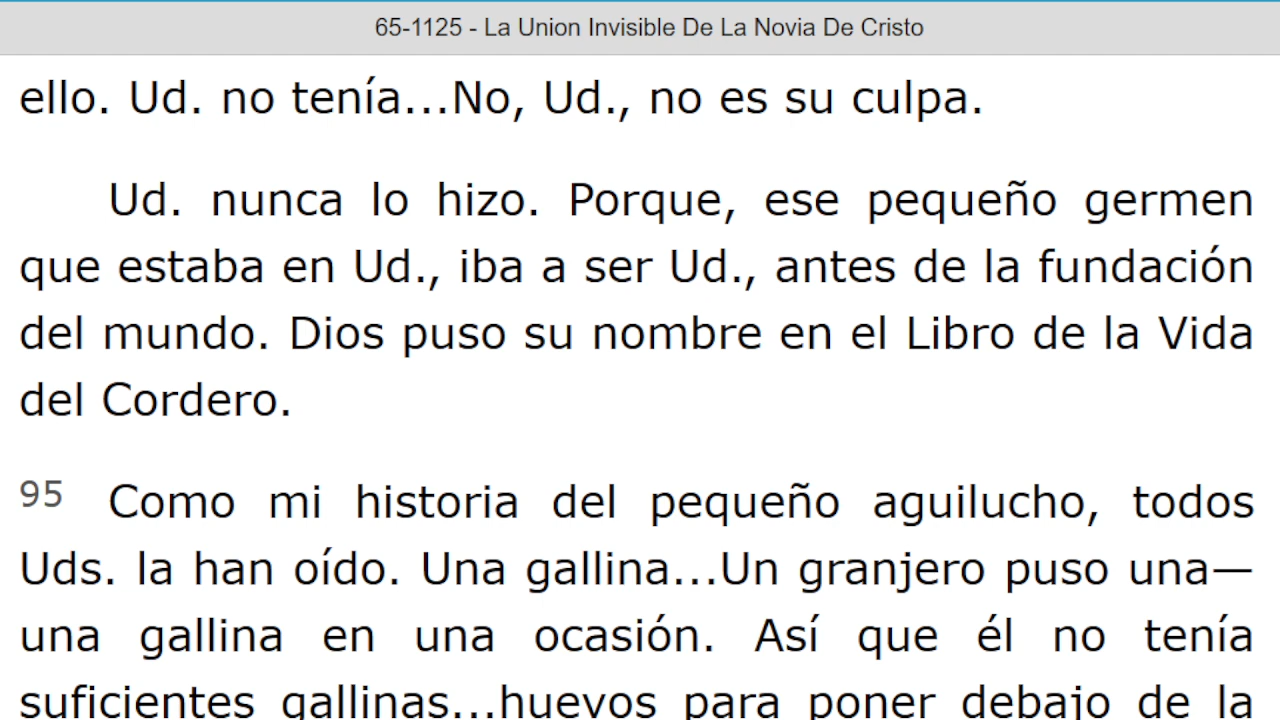 65-1125 - La Union Invisible De La Novia De Cristo
ello. Ud. no tenía...No, Ud., no es su culpa.
Ud. nunca lo hizo. Porque, ese pequeño germen
que estaba en Ud., iba a ser Ud., antes de la fundación
del mundo. Dios puso su nombre en el Libro de la Vida
del Cordero.
95 Como mi historia del pequeño aguilucho, todos
Uds. la han oído. Una gallina...Un granjero puso una—
una gallina en una ocasión. Así que él no tenía
suficientes gallinas...huevos para poner debajo de la